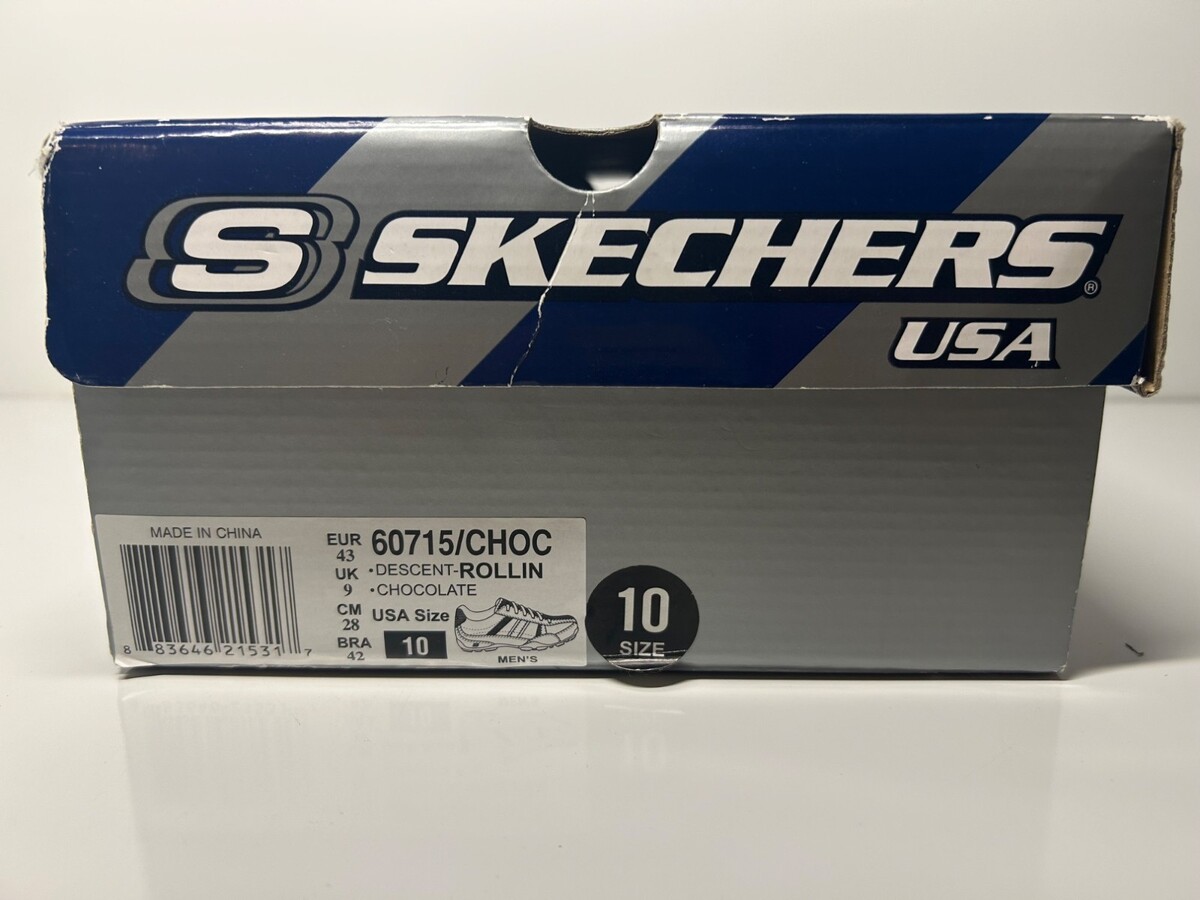 S SKECHERS®
USA
MADE IN CHINA
8 83646 21531 7
EUR
43
UK
9
CM
28
BRA
42
60715/CHOC
•DESCENT-ROLLIN
•CHOCOLATE
USA Size
10
MEN'S
10
SIZE